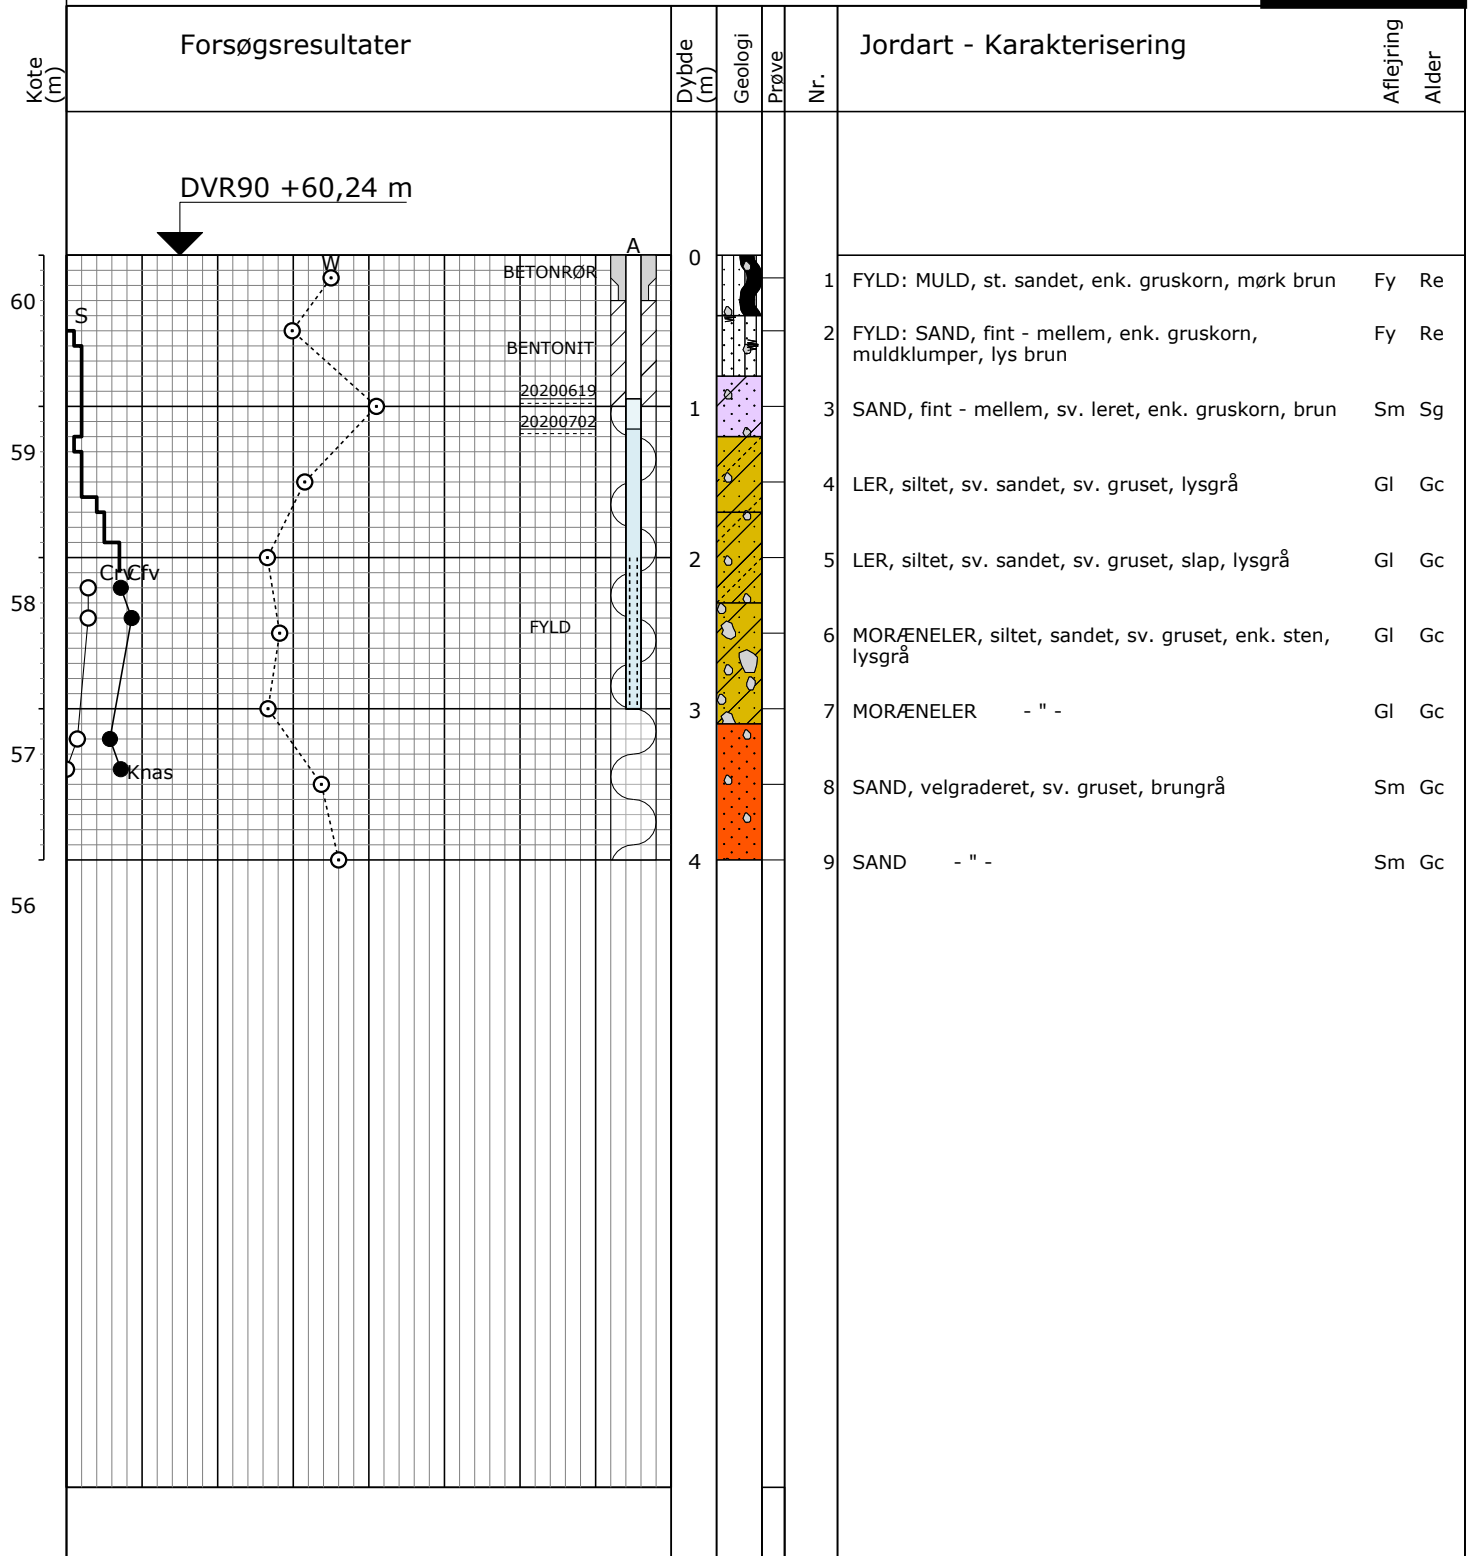 Kote
(m)
Forsøgsresultater
Dybde
(m)
Geologi
Prøve
Nr.
Jordart - Karakterisering
Aflejring
Alder
DVR90 +60,24 m
A
W
0
BETONRØR
1 FYLD: MULD, st. sandet, enk. gruskorn, mørk brun Fy Re
60
S
2 FYLD: SAND, fint - mellem, enk. gruskorn, Fy Re
muldklumper, lys brun
BENTONIT
20200619
1
3 SAND, fint - mellem, sv. leret, enk. gruskorn, brun Sm Sg
20200702
59
4 LER, siltet, sv. sandet, sv. gruset, lysgrå Gl Gc
2
5 LER, siltet, sv. sandet, sv. gruset, slap, lysgrå Gl Gc
Crv Cfv
58
FYLD
6 MORÆNELER, siltet, sandet, sv. gruset, enk. sten, Gl Gc
lysgrå
3
7 MORÆNELER - " - Gl Gc
57
Knas
8 SAND, velgraderet, sv. gruset, brungrå Sm Gc
4
9 SAND - " - Sm Gc
56